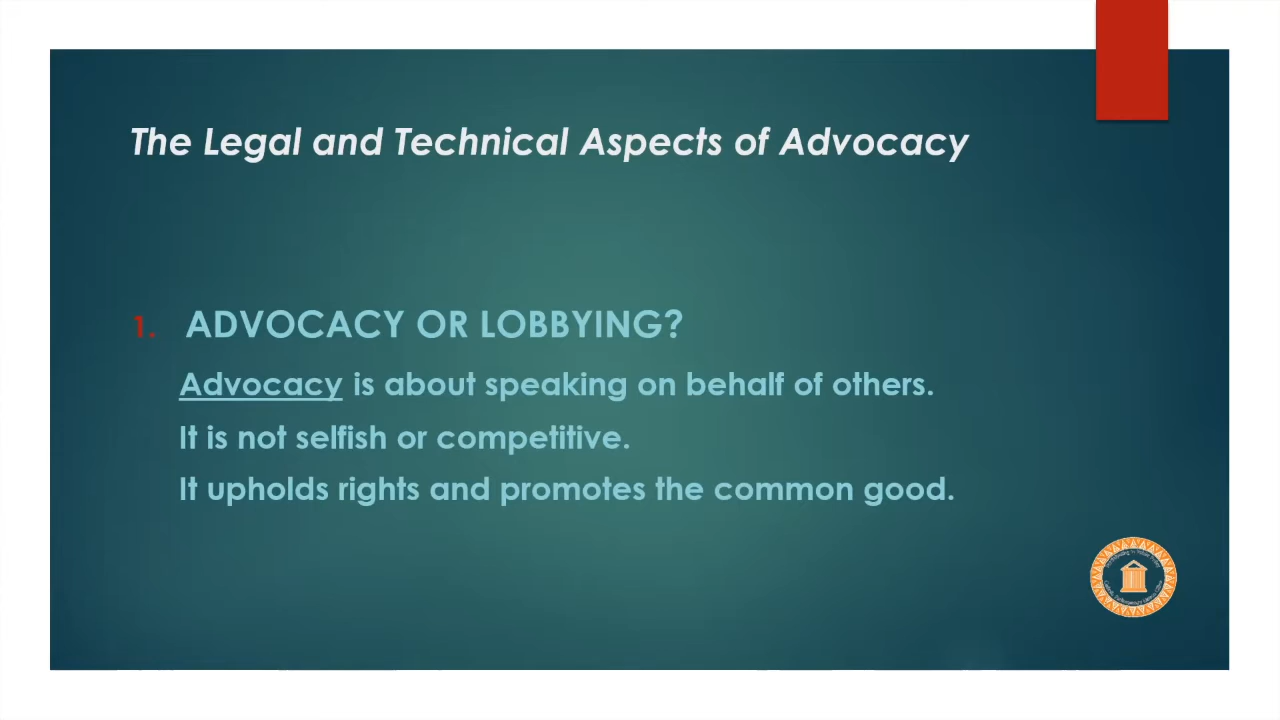 The Legal and Technical Aspects of Advocacy
1. ADVOCACY OR LOBBYING?
Advocacy is about speaking on behalf of others.
It is not selfish or competitive.
It upholds rights and promotes the common good.